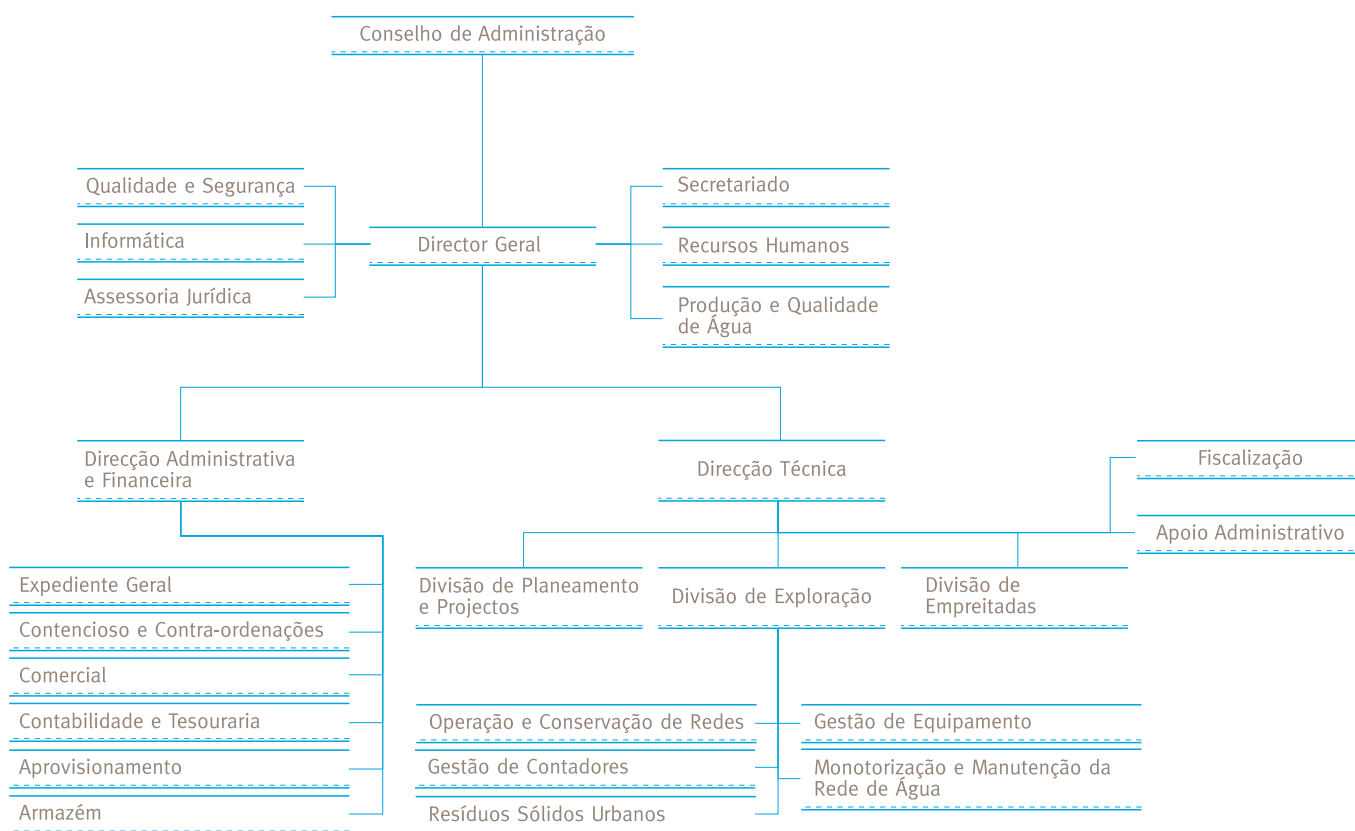 Conselho de Administração
Qualidade e Segurança
Secretariado
Informática
Director Geral
Recursos Humanos
Assessoria Jurídica
Produção e Qualidade
de Água
Direcção Administrativa
e Financeira
Direcção Técnica
Fiscalização
Apoio Administrativo
Expediente Geral
Contencioso e Contra-ordenações
Comercial
Contabilidade e Tesouraria
Aprovisionamento
Armazém
Divisão de Planeamento
e Projectos
Divisão de Exploração
Divisão de
Empreitadas
Operação e Conservação de Redes
Gestão de Contadores
Resíduos Sólidos Urbanos
Gestão de Equipamento
Monotorização e Manutenção da
Rede de Água